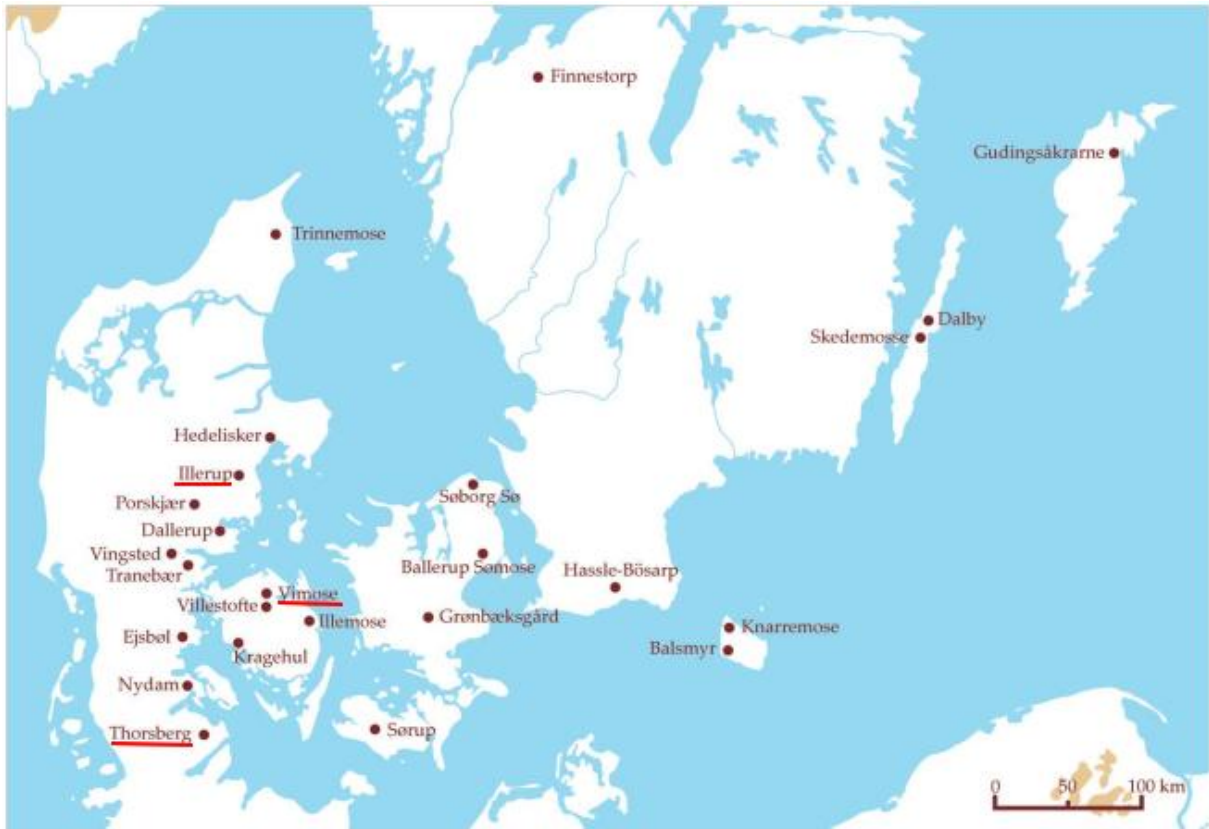 Finnestorp
Gudingsåkrarne
Trinnemose
Dalby
Skedemosse
Hedelisker
Illerup
Søborg Sø
Porskjær
Dallerup
Vingsted
Ballerup Sømose
Tranebær
Hassle-Bösarp
Vimose
Villestofte
Illemose
Grønbæksgård
Knarremose
Ejsbøl
Balsmyr
Kragehul
Nydam
Sørup
Thorsberg
0 50 100 km